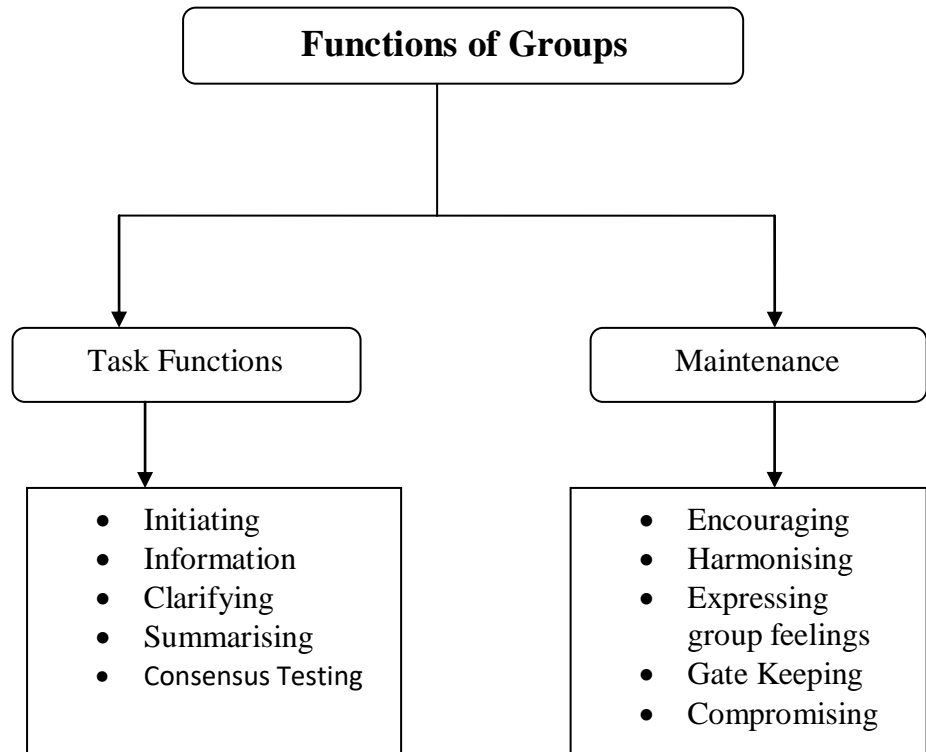 Functions of Groups
Task Functions
Maintenance
• Initiating
• Information
• Clarifying
• Summarising
• Consensus Testing
• Encouraging
• Harmonising
• Expressing
group feelings
• Gate Keeping
• Compromising